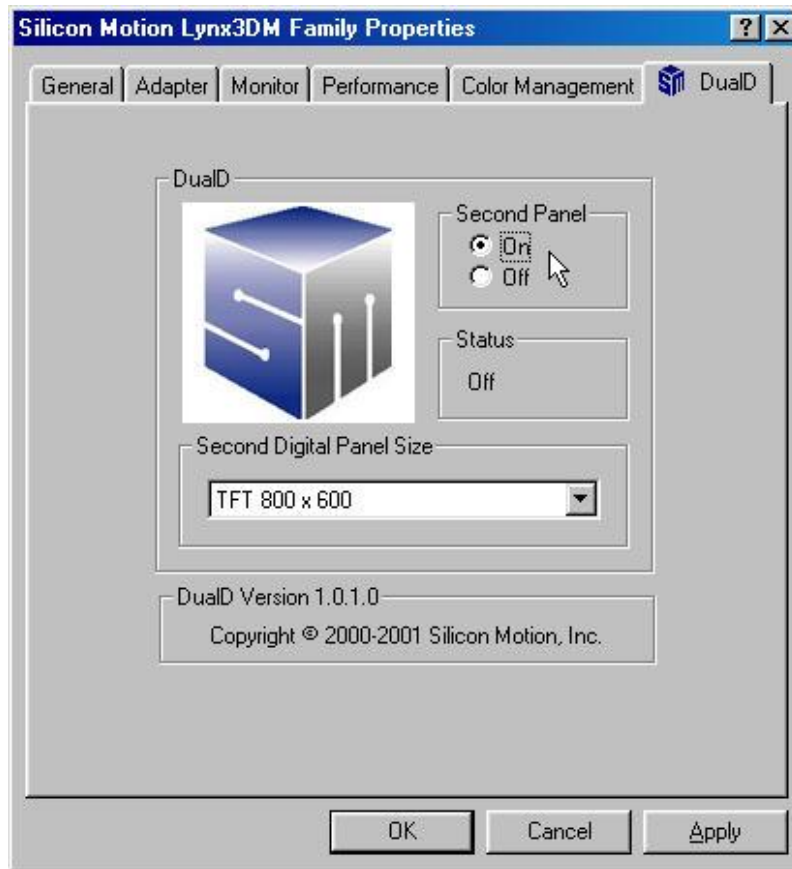 Silicon Motion Lynx3DM Family Properties
General Adapter Monitor Performance Color Management SM DualD
DualD
Second Panel
On
Off
Status
Off
Second Digital Panel Size
TFT 800 x 600
DualD Version 1.0.1.0
Copyright © 2000-2001 Silicon Motion, Inc.
OK Cancel Apply